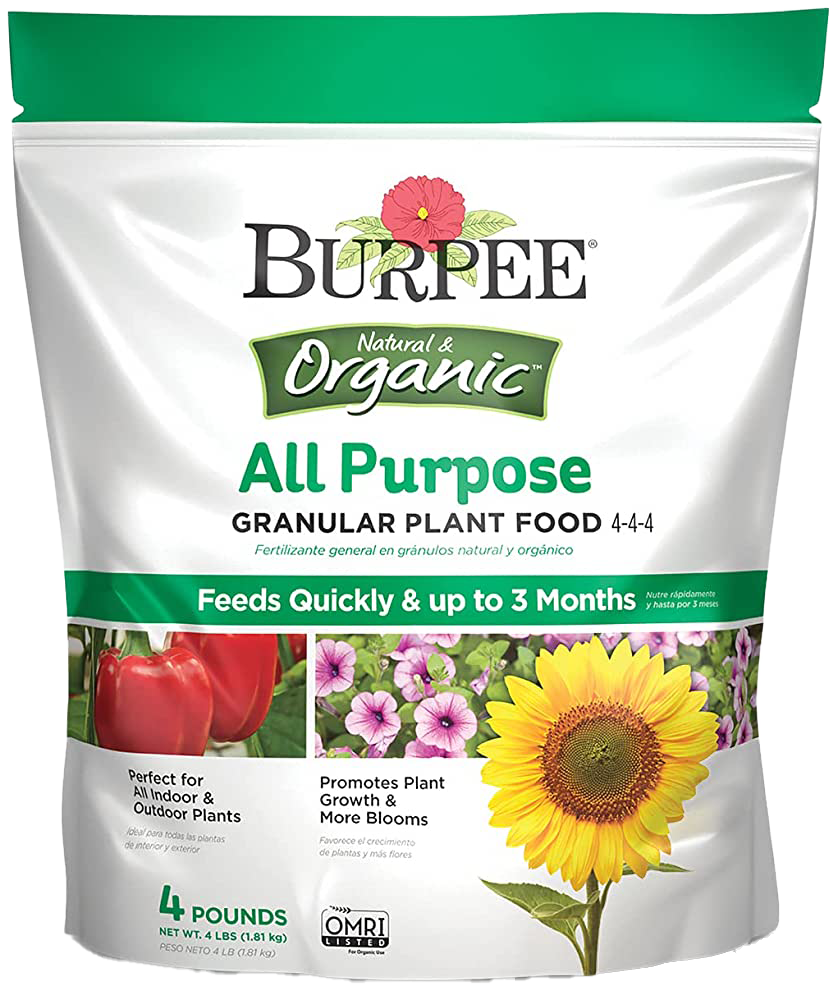 BURPEE®
Natural &
Organic™
All Purpose
GRANULAR PLANT FOOD 4-4-4
Fertilizante general en gránulos natural y orgánico
Feeds Quickly & up to 3 Months
Nutre rápidamente
y hasta por 3 meses
Perfect for
All Indoor &
Outdoor Plants
Ideal para todas las plantas
de interior y exterior
Promotes Plant
Growth &
More Blooms
Favorece el crecimiento
de plantas y más flores
4 POUNDS
NET WT. 4 LBS (1.81 kg)
PESO NETO 4 LB (1.81 kg)
OMRI
LISTED
For Organic Use